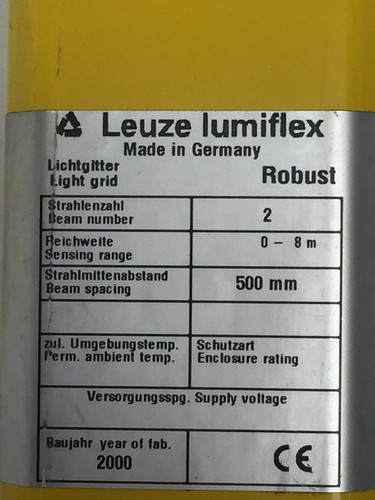 Leuze lumiflex
Made in Germany
Lichtgitter
Light grid
Robust
Strahlenzahl
Beam number
2
Reichweite
Sensing range
0 - 8 m
Strahlmittenabstand
Beam spacing
500 mm
zul. Umgebungstemp.
Perm. ambient temp.
Schutzart
Enclosure rating
Versorgungsspg. Supply voltage
Baujahr year of fab.
2000
CE